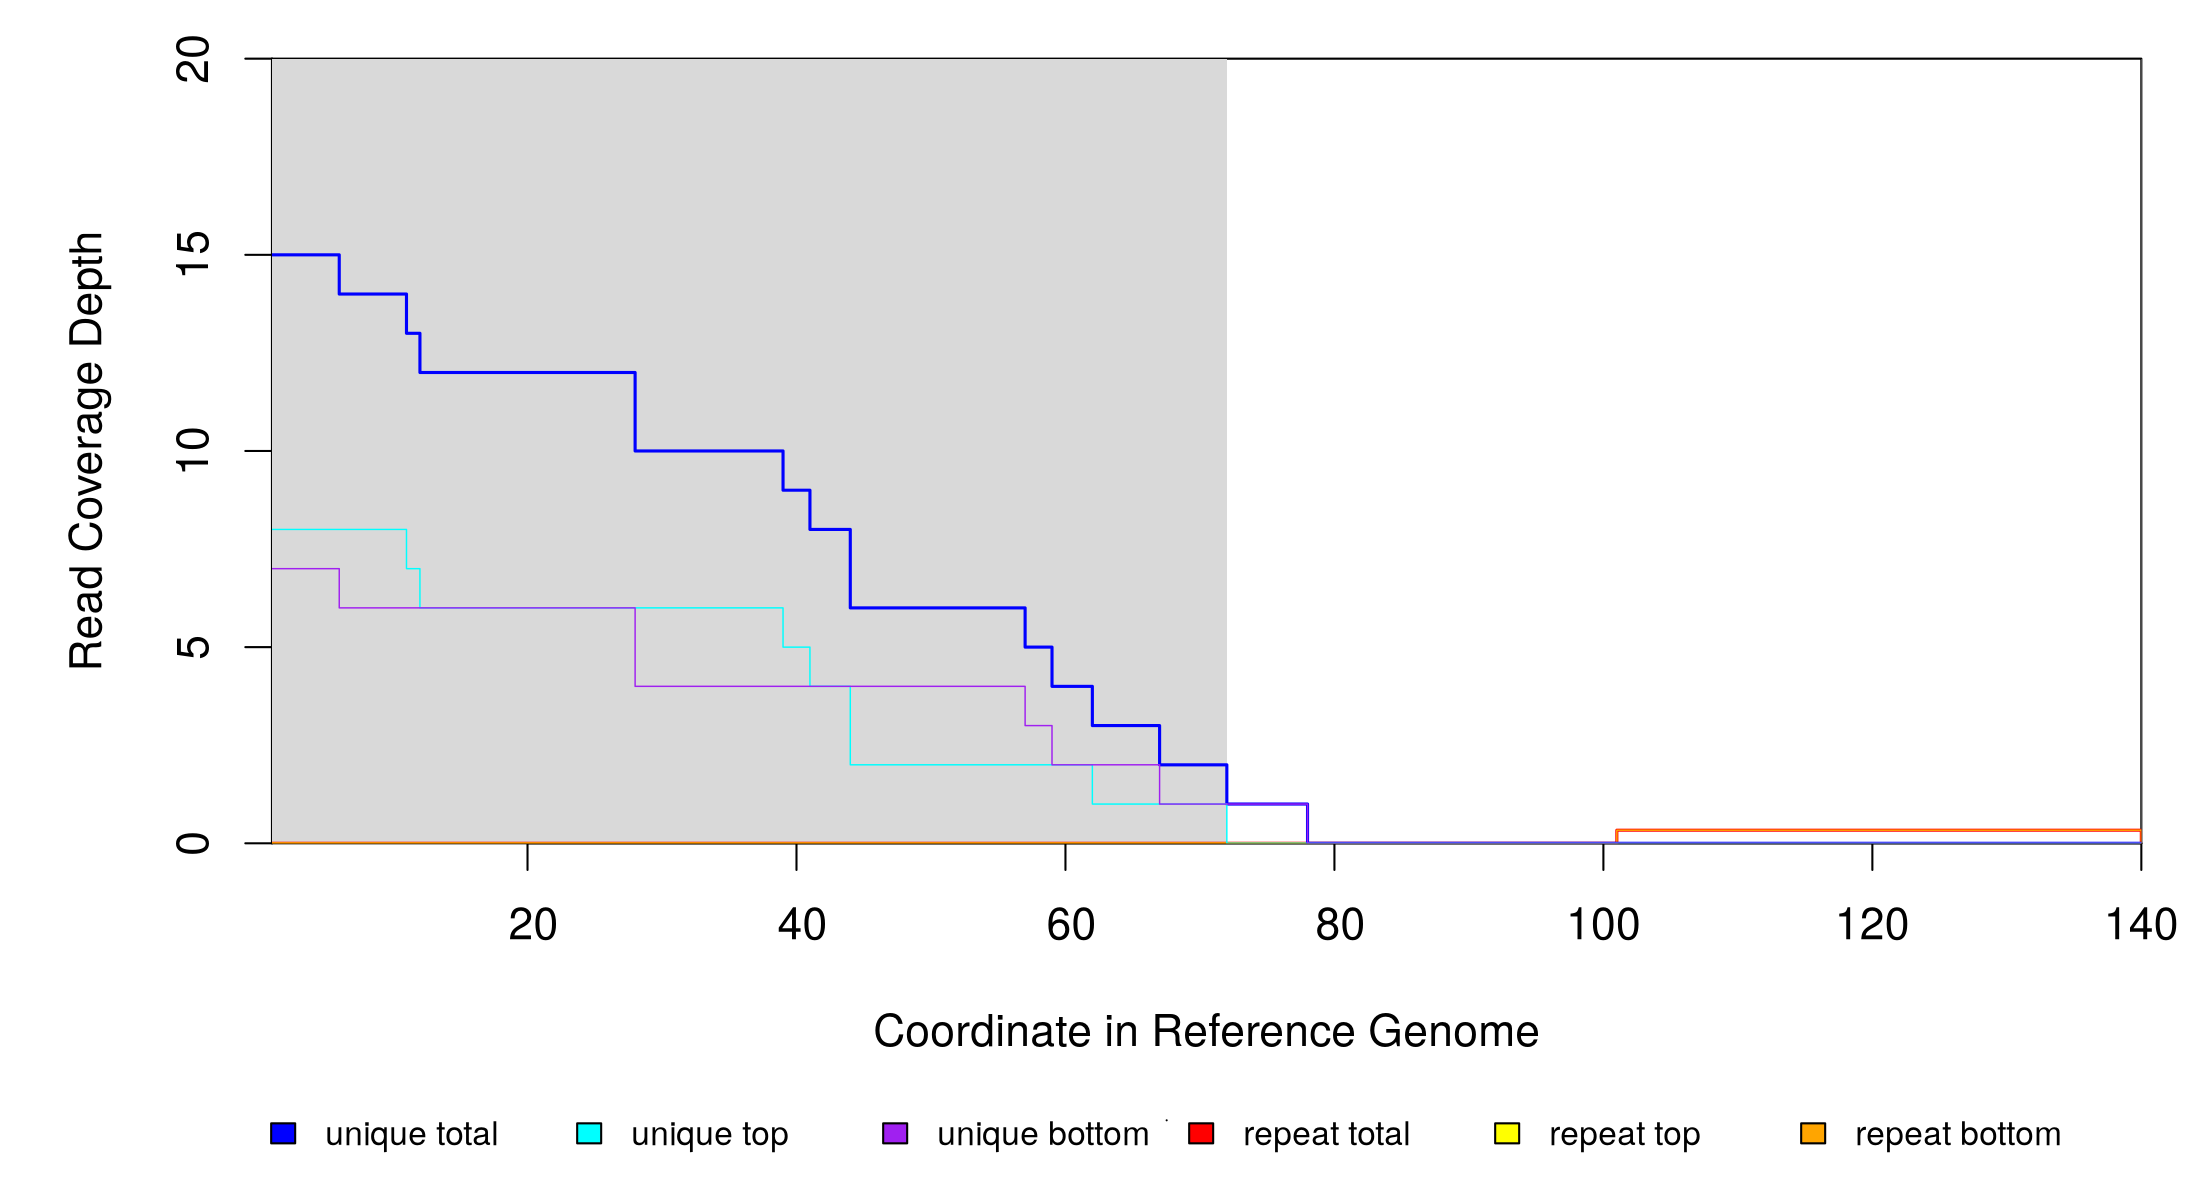 20
15
10
5
0
Read Coverage Depth
20 40 60 80 100 120 140
Coordinate in Reference Genome
unique total unique top unique bottom repeat total repeat top repeat bottom